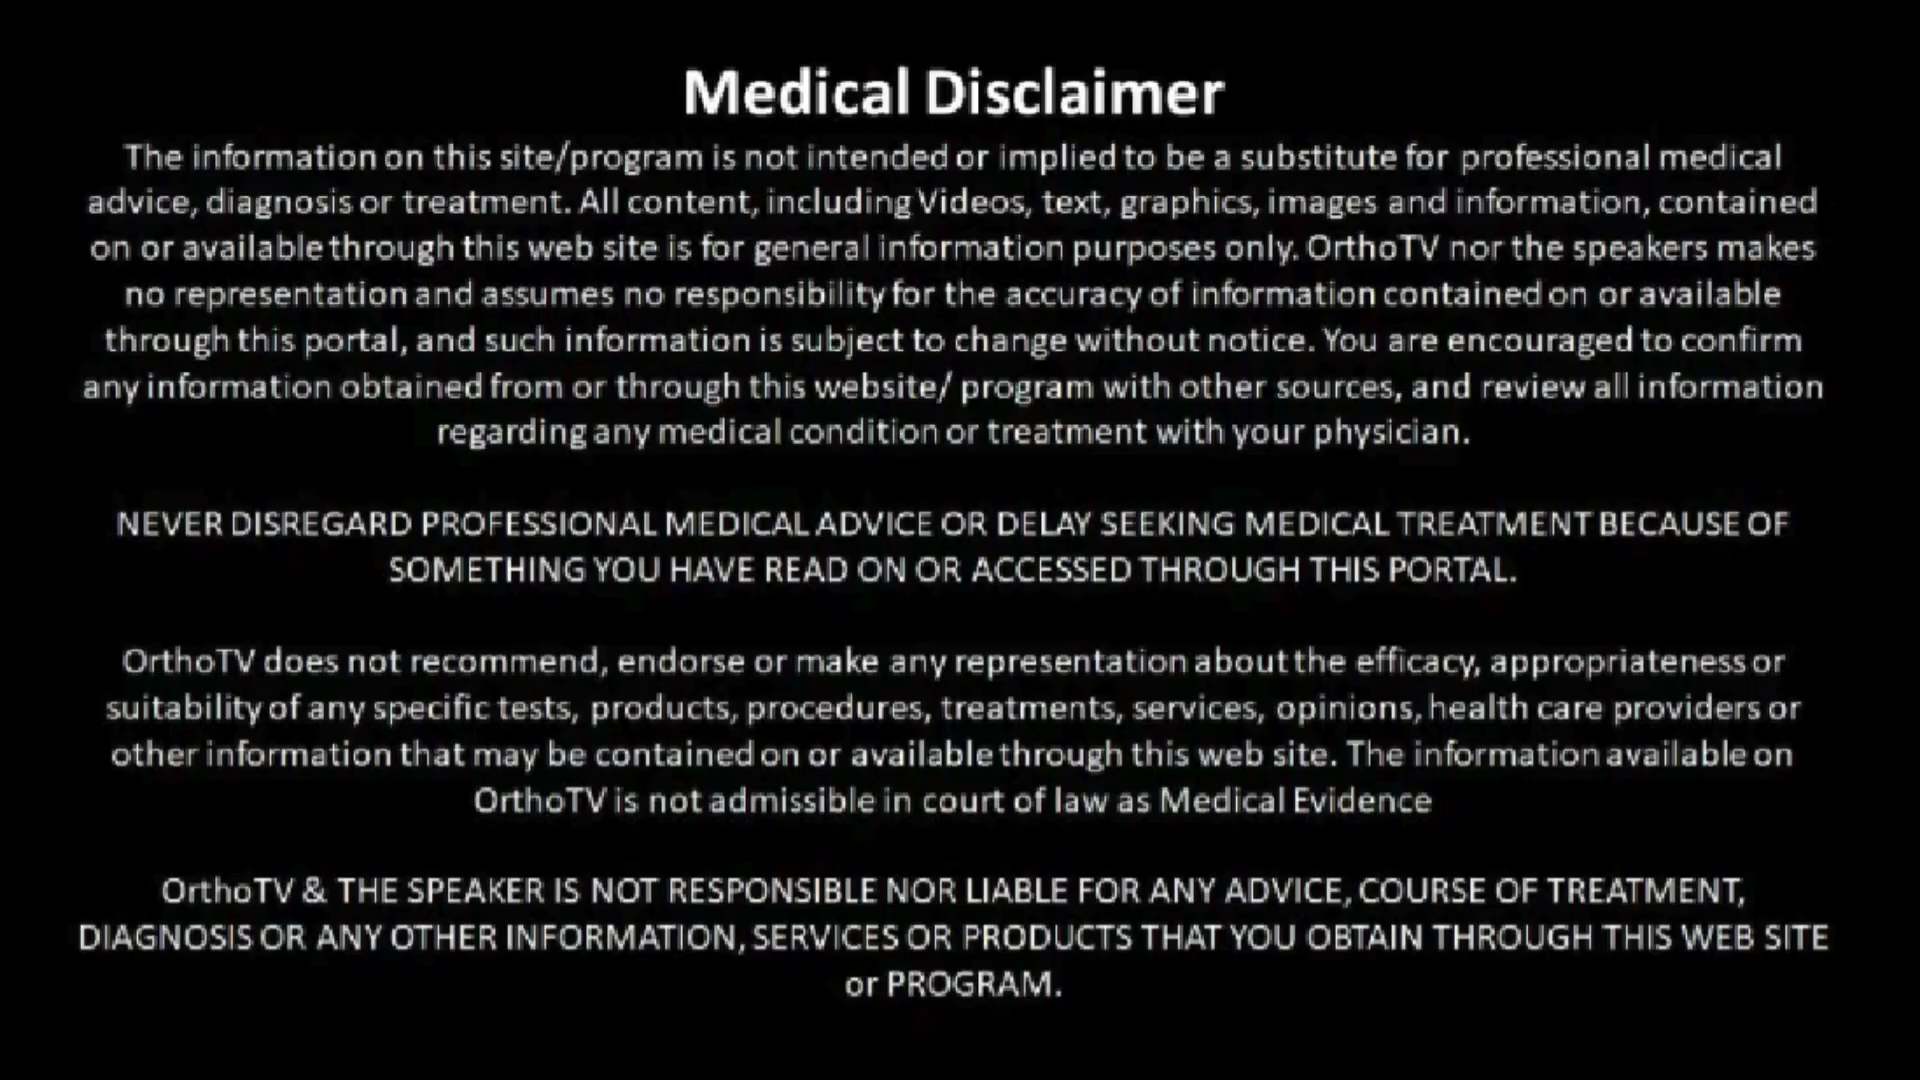 Medical Disclaimer
The information on this site/program is not intended or implied to be a substitute for professional medical
advice, diagnosis or treatment. All content, including Videos, text, graphics, images and information, contained
on or available through this web site is for general information purposes only. OrthoTV nor the speakers makes
no representation and assumes no responsibility for the accuracy of information contained on or available
through this portal, and such information is subject to change without notice. You are encouraged to confirm
any information obtained from or through this website/ program with other sources, and review all information
regarding any medical condition or treatment with your physician.
NEVER DISREGARD PROFESSIONAL MEDICAL ADVICE OR DELAY SEEKING MEDICAL TREATMENT BECAUSE OF
SOMETHING YOU HAVE READ ON OR ACCESSED THROUGH THIS PORTAL.
OrthoTV does not recommend, endorse or make any representation about the efficacy, appropriateness or
suitability of any specific tests, products, procedures, treatments, services, opinions, health care providers or
other information that may be contained on or available through this web site. The information available on
OrthoTV is not admissible in court of law as Medical Evidence
OrthoTV & THE SPEAKER IS NOT RESPONSIBLE NOR LIABLE FOR ANY ADVICE, COURSE OF TREATMENT,
DIAGNOSIS OR ANY OTHER INFORMATION, SERVICES OR PRODUCTS THAT YOU OBTAIN THROUGH THIS WEB SITE
or PROGRAM.